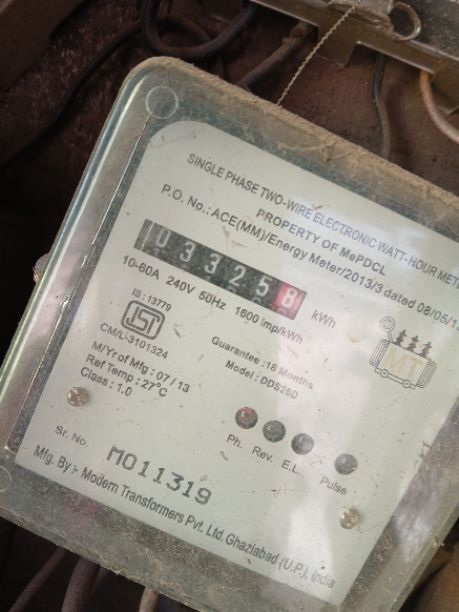 SINGLE PHASE TWO-WIRE ELECTRONIC WATT-HOUR METE
PROPERTY OF MePDCL
P.O. No.: ACE(MM)/Energy Meter/2013/3 dated 08/05/1
033258 kWh
10-60A 240V 50Hz 1600 imp/kWh
IS : 13779
ISI
CM/L-3101324
Guarantee :18 Months
Model : DDS26D
MT
M/Yr of Mfg : 07 / 13
Ref Temp : 27°C
Class : 1.0
Ph. Rev. E.L. Pulse
Sr. No. M011319
Mfg. By :- Modern Transformers Pvt. Ltd. Ghaziabad (U.P.), India